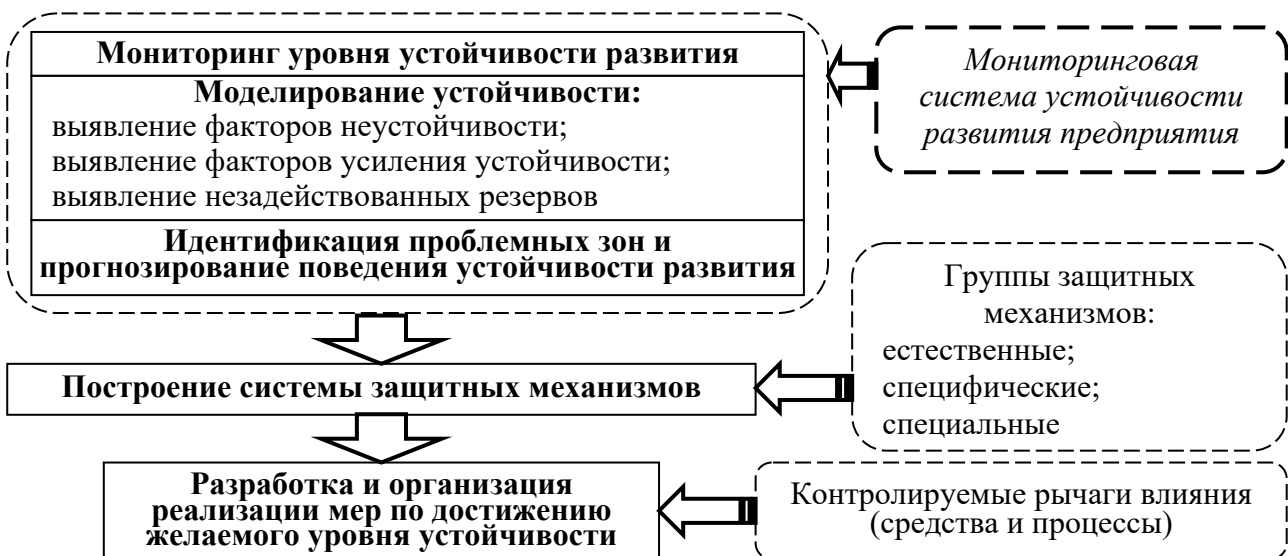 Мониторинг уровня устойчивости развития
Моделирование устойчивости:
выявление факторов неустойчивости;
выявление факторов усиления устойчивости;
выявление незадействованных резервов
Идентификация проблемных зон и
прогнозирование поведения устойчивости развития
Мониторинговая
система устойчивости
развития предприятия
Построение системы защитных механизмов
Группы защитных
механизмов:
естественные;
специфические;
специальные
Разработка и организация
реализации мер по достижению
желаемого уровня устойчивости
Контролируемые рычаги влияния
(средства и процессы)